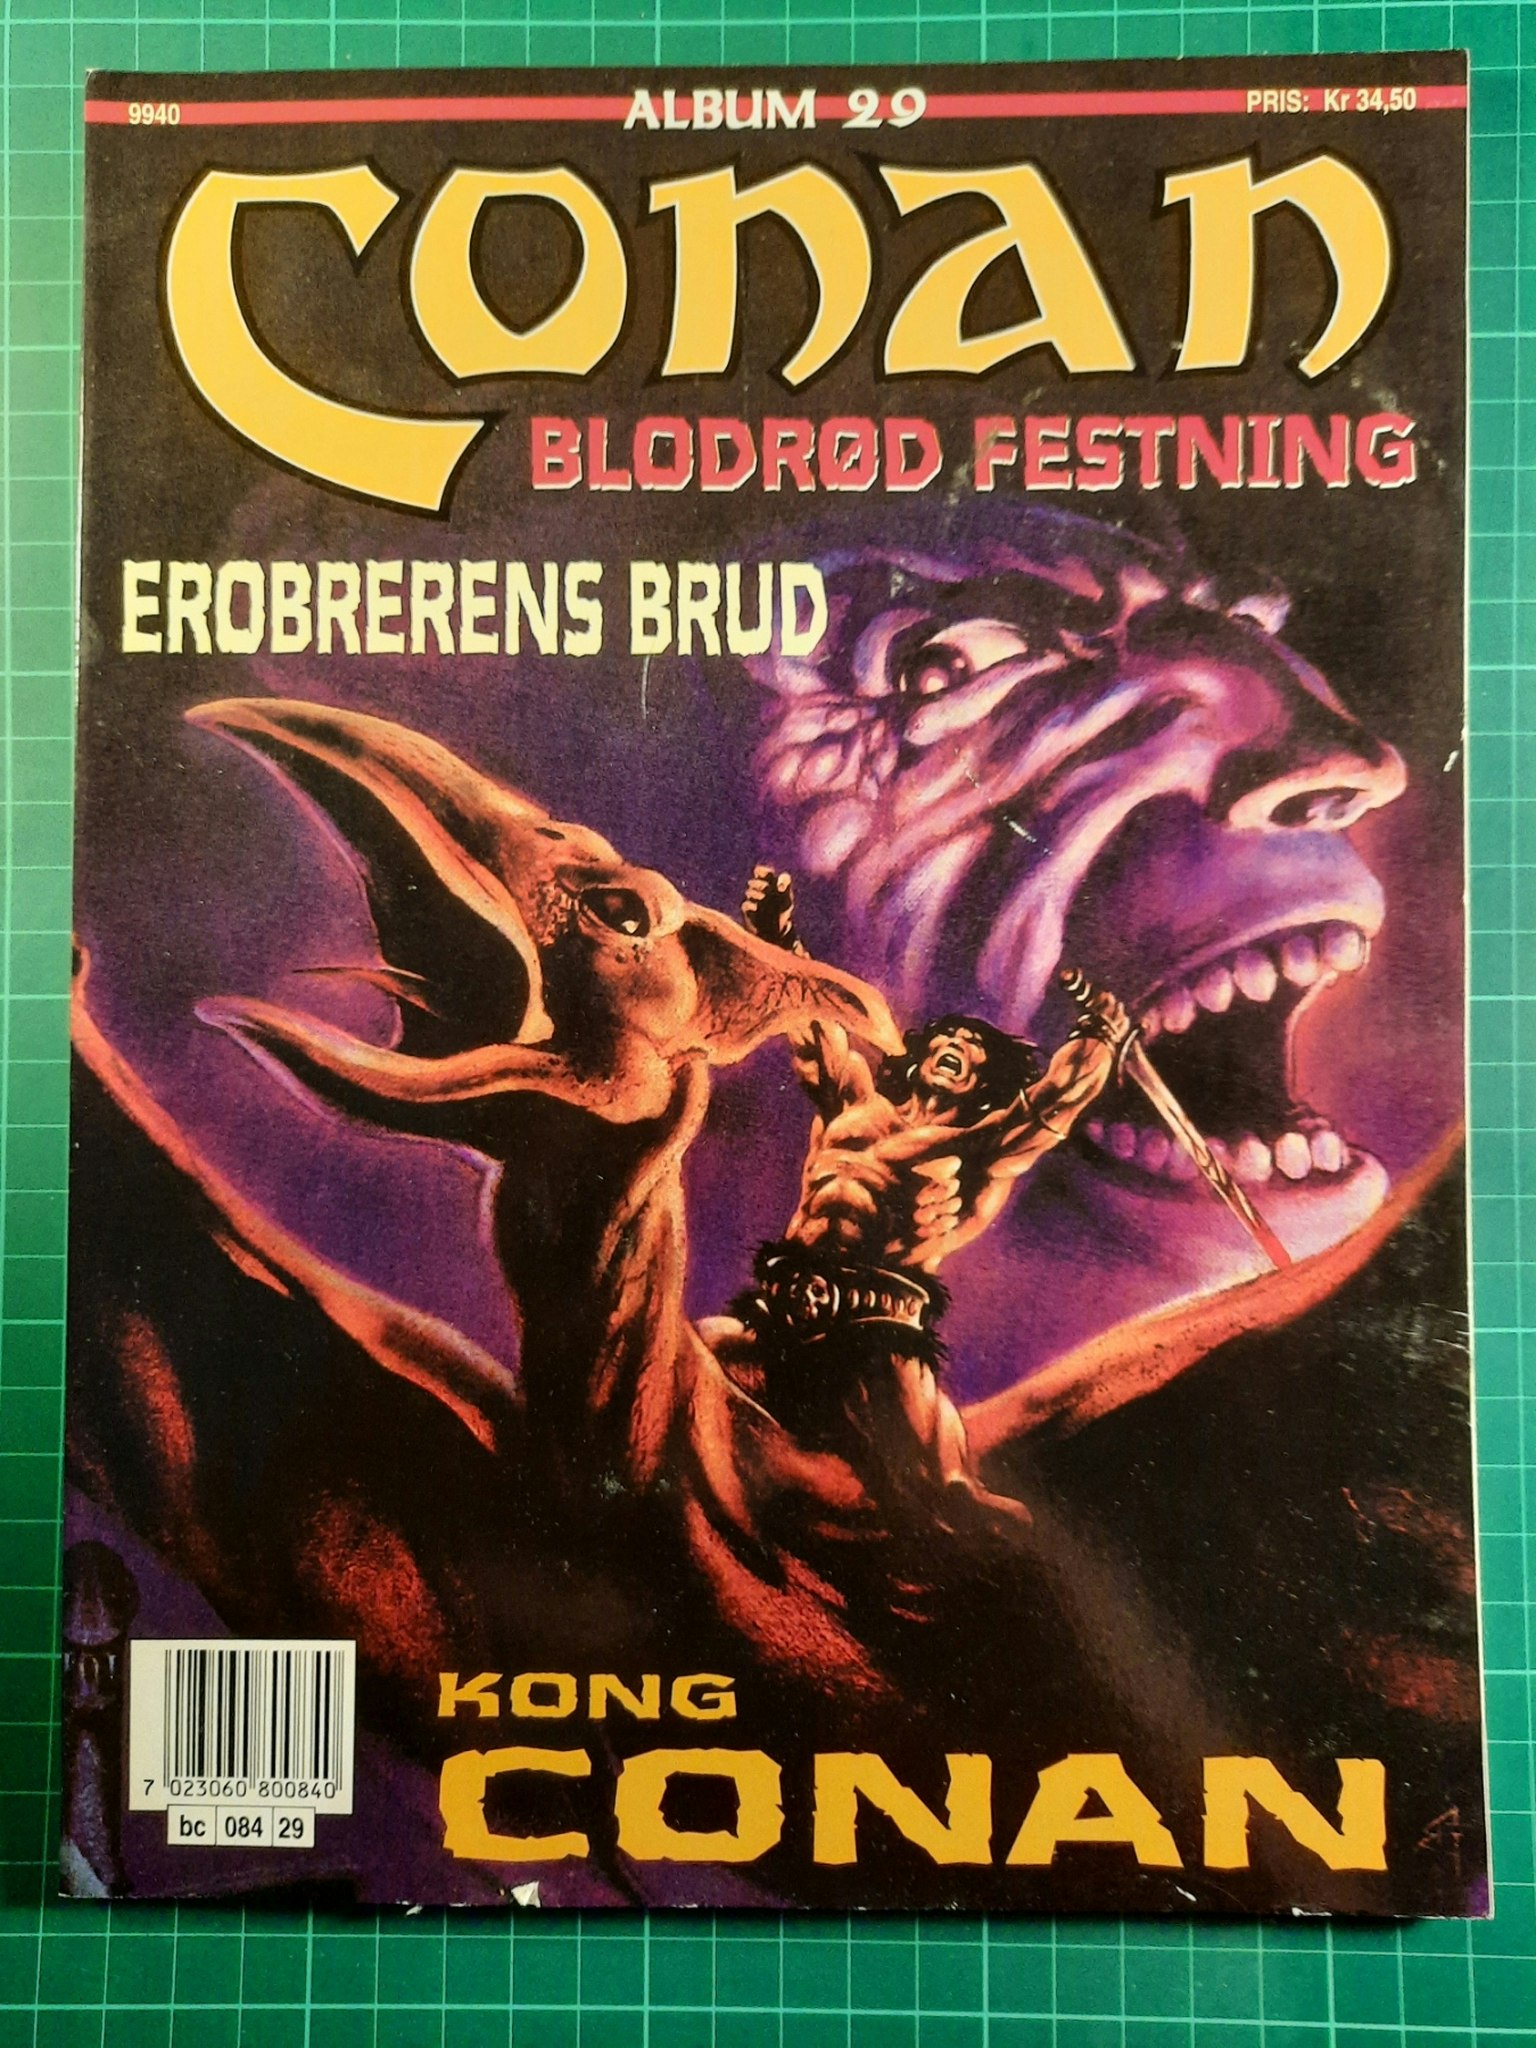 9940
ALBUM 29
PRIS: Kr 34,50
CONAN
BLODRØD FESTNING
EROBRERENS BRUD
KONG
CONAN
7 023060 800840
bc 084 29